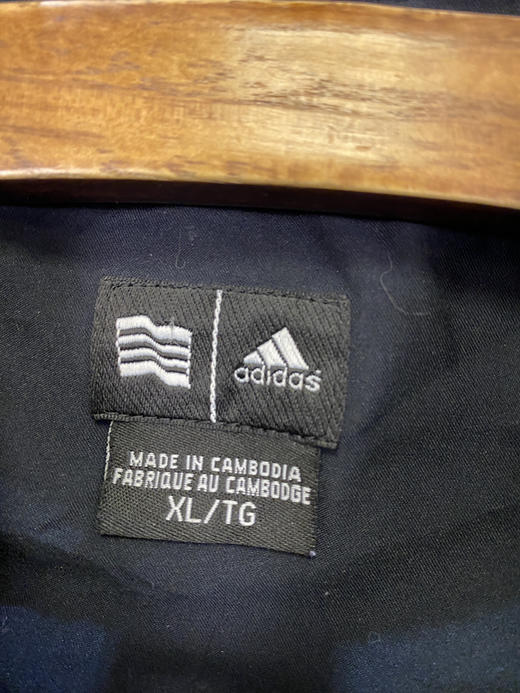 adidas
MADE IN CAMBODIA
FABRIQUE AU CAMBODGE
XL/TG